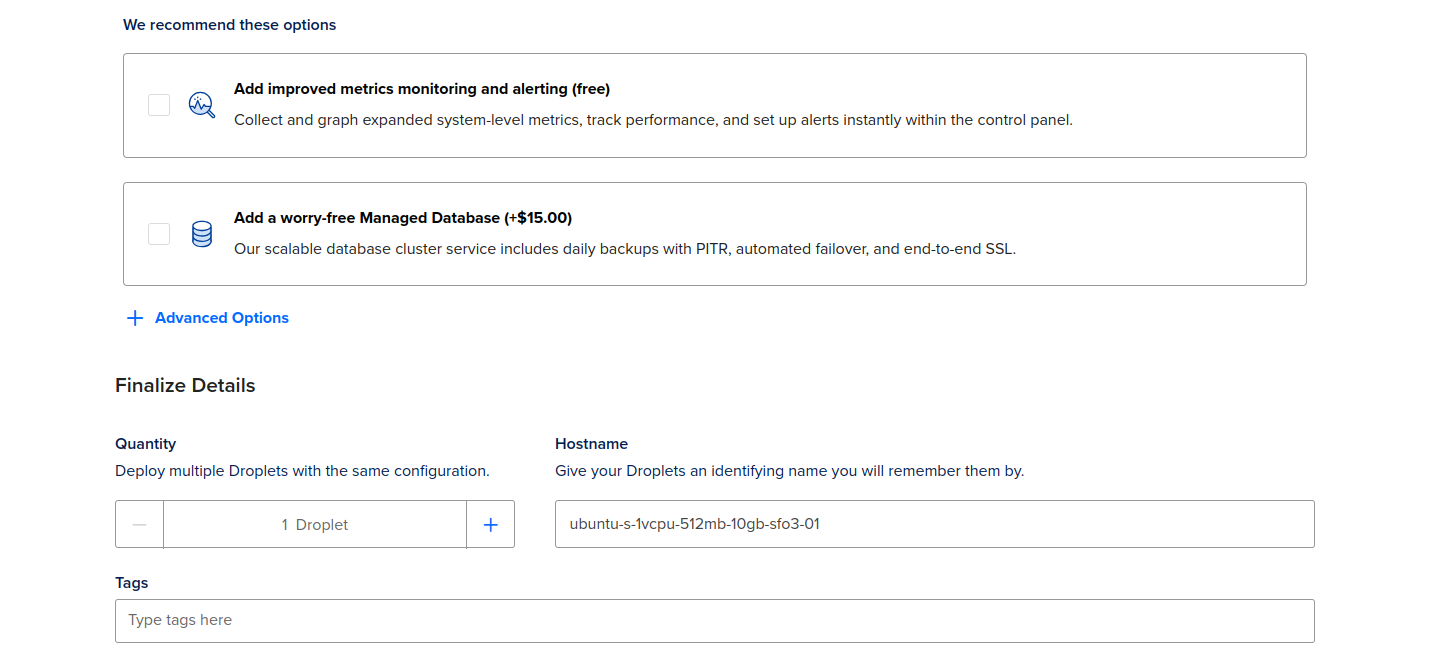 We recommend these options
Add improved metrics monitoring and alerting (free)
Collect and graph expanded system-level metrics, track performance, and set up alerts instantly within the control panel.
Add a worry-free Managed Database (+$15.00)
Our scalable database cluster service includes daily backups with PITR, automated failover, and end-to-end SSL.
+ Advanced Options
Finalize Details
Quantity
Deploy multiple Droplets with the same configuration.
— 1 Droplet +
Hostname
Give your Droplets an identifying name you will remember them by.
ubuntu-s-1vcpu-512mb-10gb-sfo3-01
Tags
Type tags here